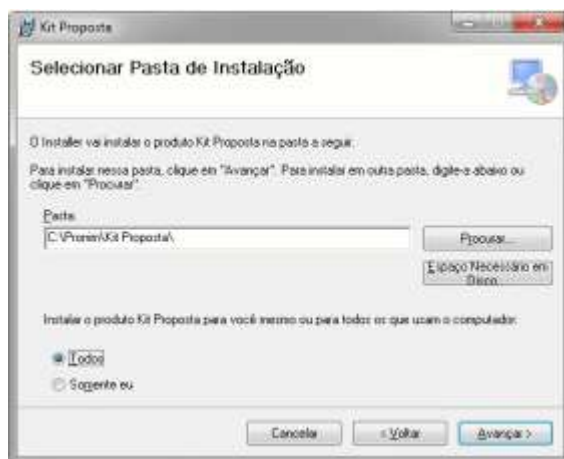 Kit Proposta
Selecionar Pasta de Instalação
O Installer vai instalar o produto Kit Proposta na pasta a seguir.
Para instalar nessa pasta, clique em "Avançar". Para instalar em outra pasta, digite-a abaixo ou
clique em "Procurar".
Pasta:
C:\Pronim\Kit Proposta\
Procurar...
Espaço Necessário em
Disco...
Instalar o produto Kit Proposta para você mesmo ou para todos os que usam o computador:
Todos
Somente eu
Cancelar
< Voltar
Avançar >